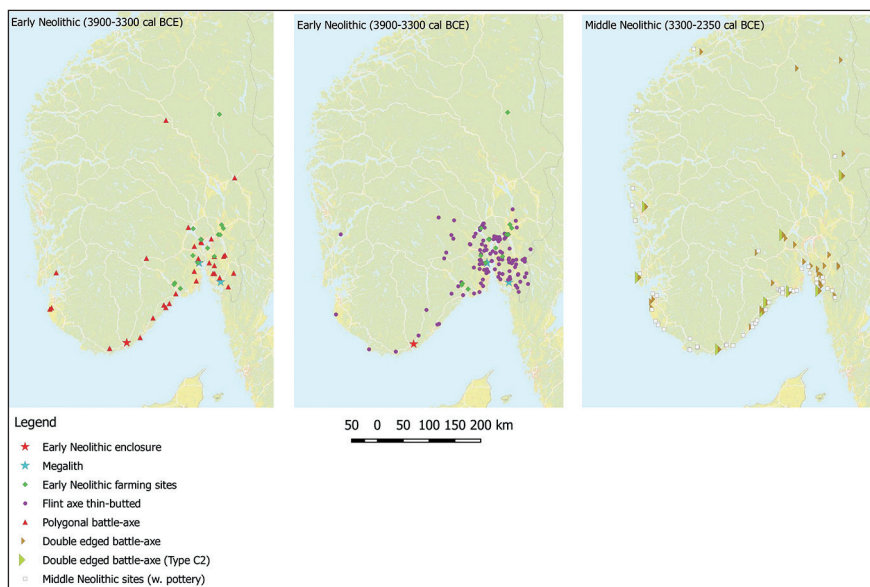 Early Neolithic (3900-3300 cal BCE)
Early Neolithic (3900-3300 cal BCE)
Middle Neolithic (3300-2350 cal BCE)
Legend
50 0 50 100 150 200 km
Early Neolithic enclosure
Megalith
Early Neolithic farming sites
Flint axe thin-butted
Polygonal battle-axe
Double edged battle-axe
Double edged battle-axe (Type C2)
Middle Neolithic sites (w. pottery)